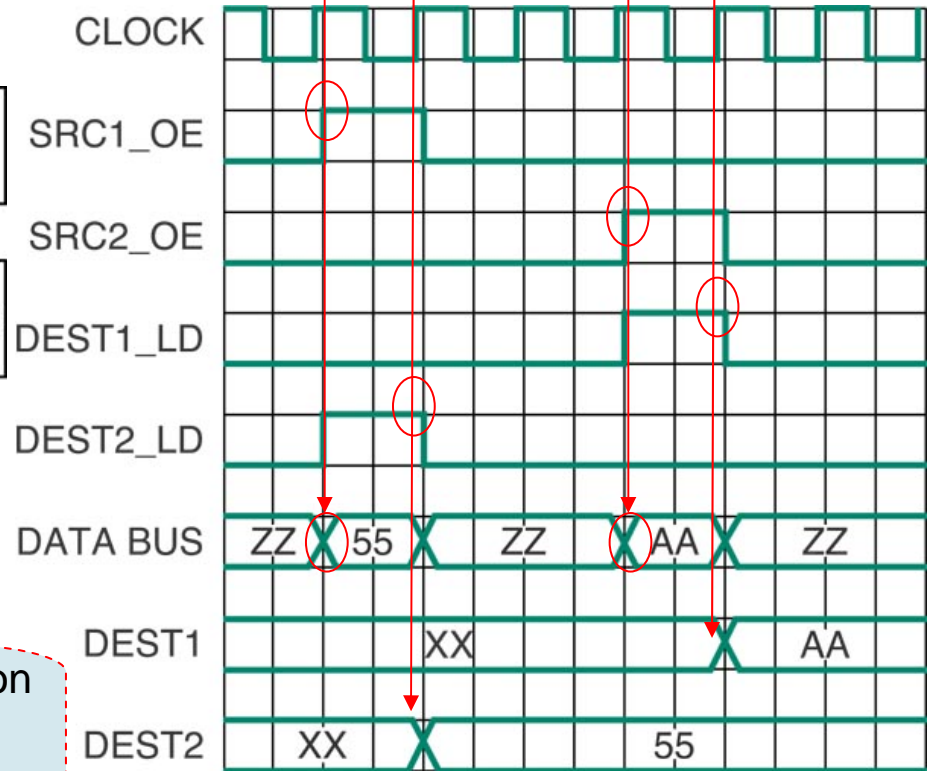 CLOCK
SRC1_OE
SRC2_OE
DEST1_LD
DEST2_LD
DATA BUS ZZ 55 ZZ AA ZZ
DEST1 XX AA
on
DEST2 XX 55